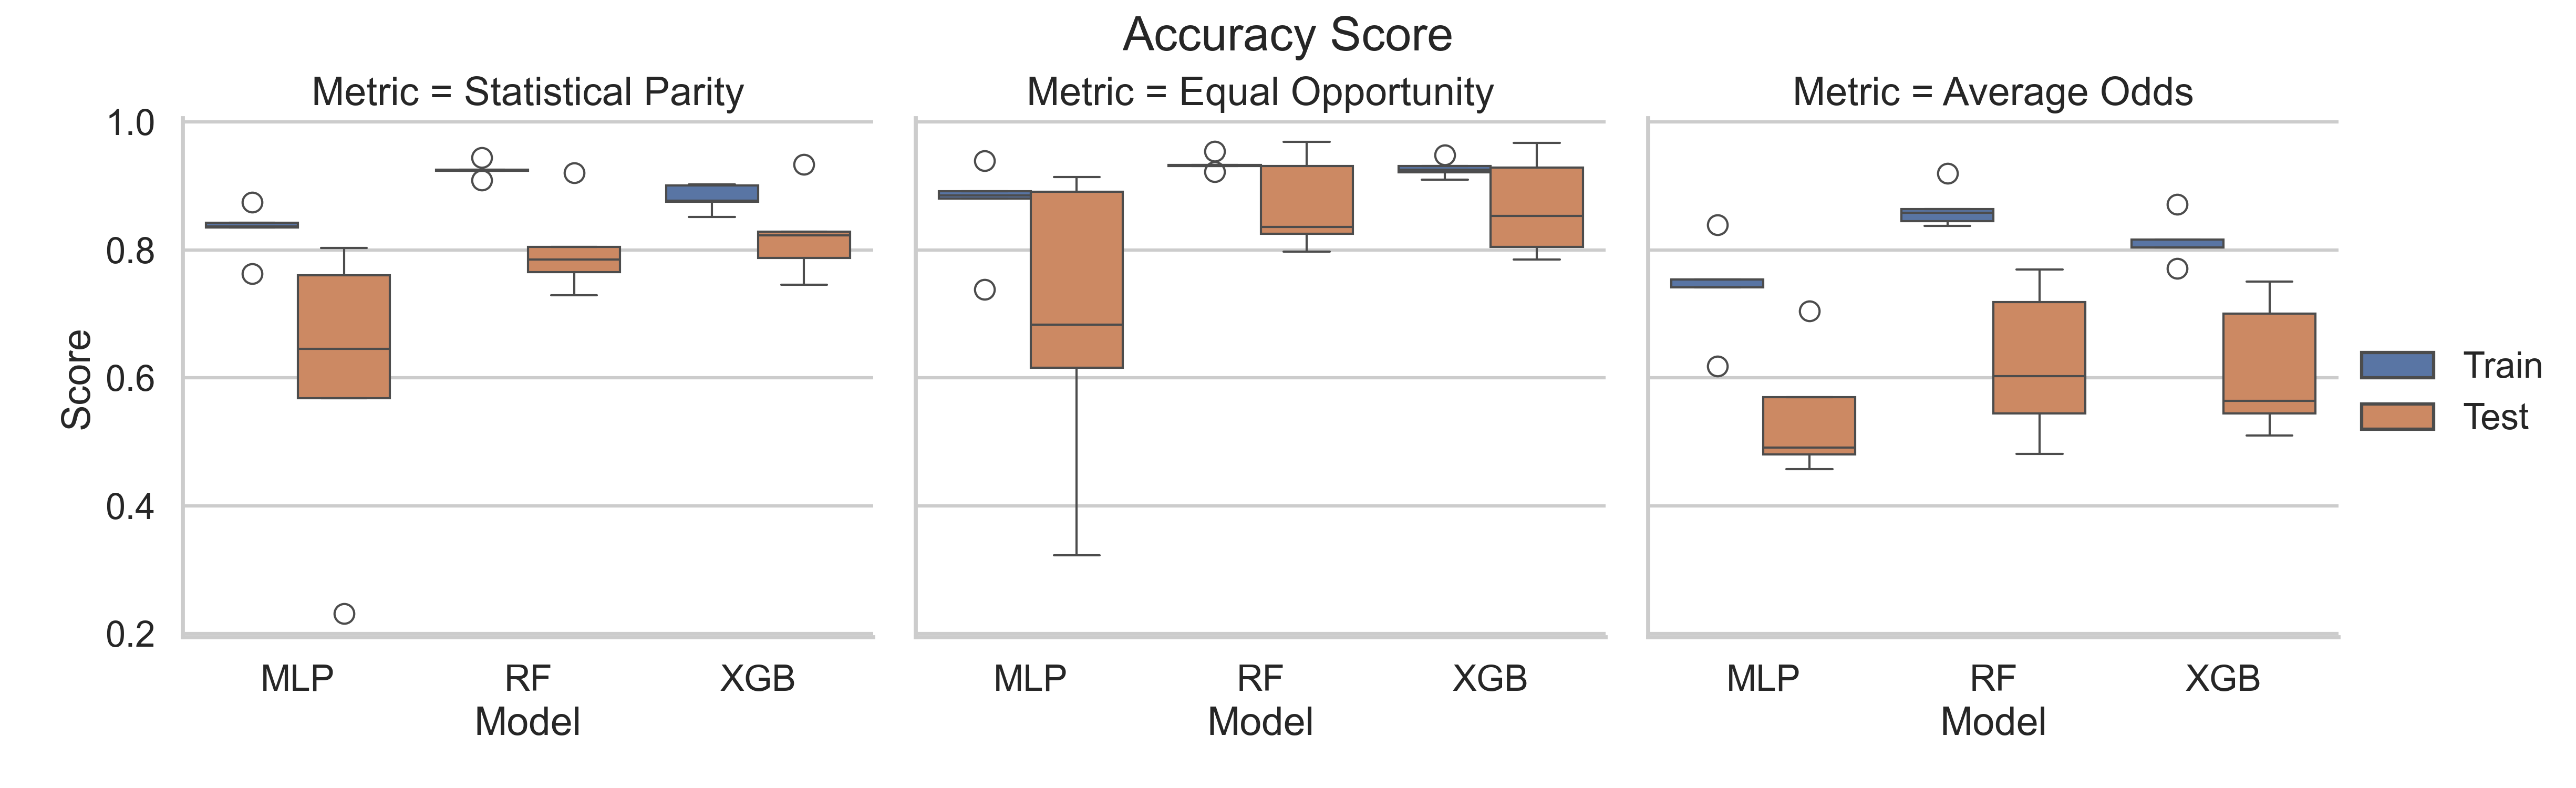 Accuracy Score
Metric = Statistical Parity
Metric = Equal Opportunity
Metric = Average Odds
1.0
0.8
0.6
0.4
0.2
Score
MLP
RF
XGB
Model
MLP
RF
XGB
Model
MLP
RF
XGB
Model
Train
Test